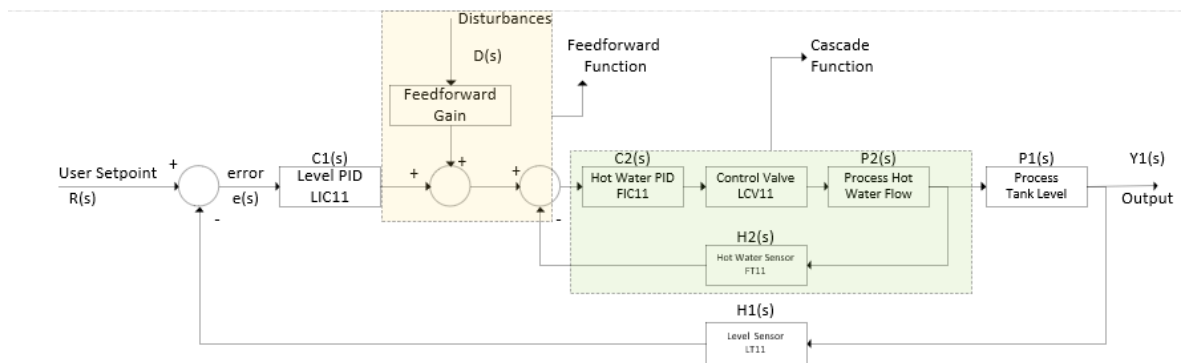 Disturbances
D(s)
Feedforward
Function
Cascade
Function
Feedforward
Gain
+
User Setpoint
R(s)
+
-
error
e(s)
C1(s)
Level PID
LIC11
+
+
-
C2(s)
Hot Water PID
FIC11
Control Valve
LCV11
P2(s)
Process Hot
Water Flow
P1(s)
Process
Tank Level
Y1(s)
Output
H2(s)
Hot Water Sensor
FT11
H1(s)
Level Sensor
LT11